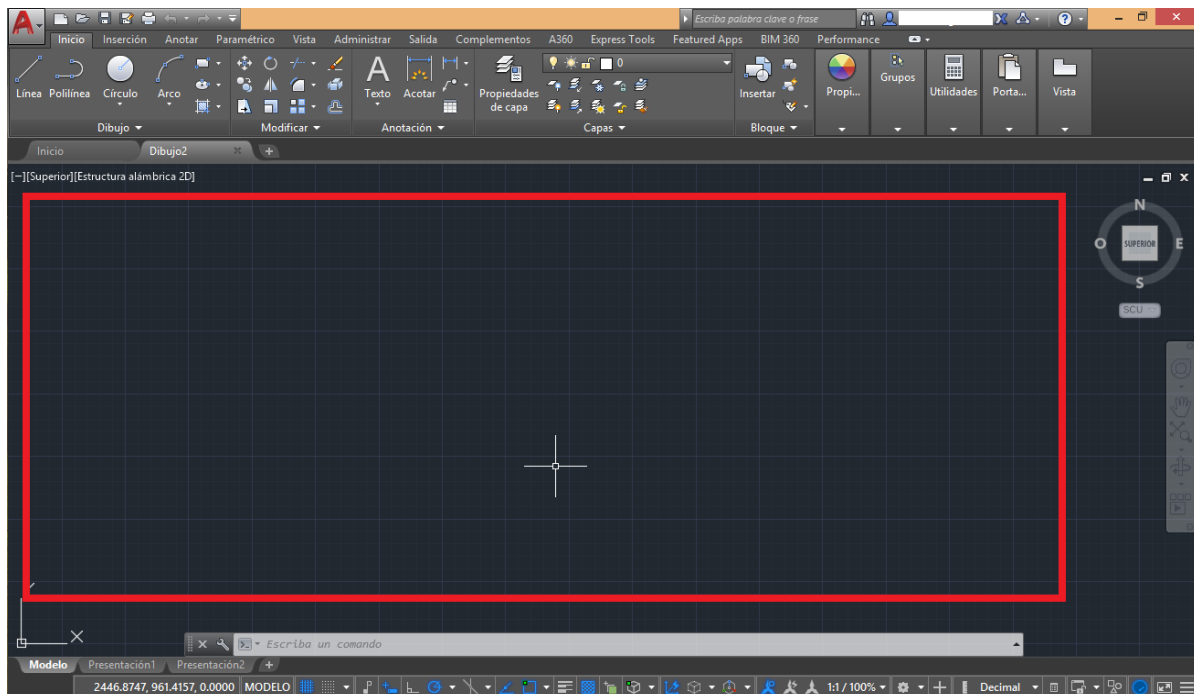 Escriba palabra clave o frase
Inicio Inserción Anotar Paramétrico Vista Administrar Salida Complementos A360 Express Tools Featured Apps BIM 360 Performance
Línea Polilínea Círculo Arco Texto Acotar Propiedades de capa 0 Insertar Propi... Grupos Utilidades Porta... Vista
Dibujo Modificar Anotación Capas Bloque
Inicio Dibujo2
[−][Superior][Estructura alámbrica 2D]
N
O SUPERIOR E
S
SCU
X
Escriba un comando
Modelo Presentación1 Presentación2
2446.8747, 961.4157, 0.0000 MODELO 1:1 / 100% Decimal